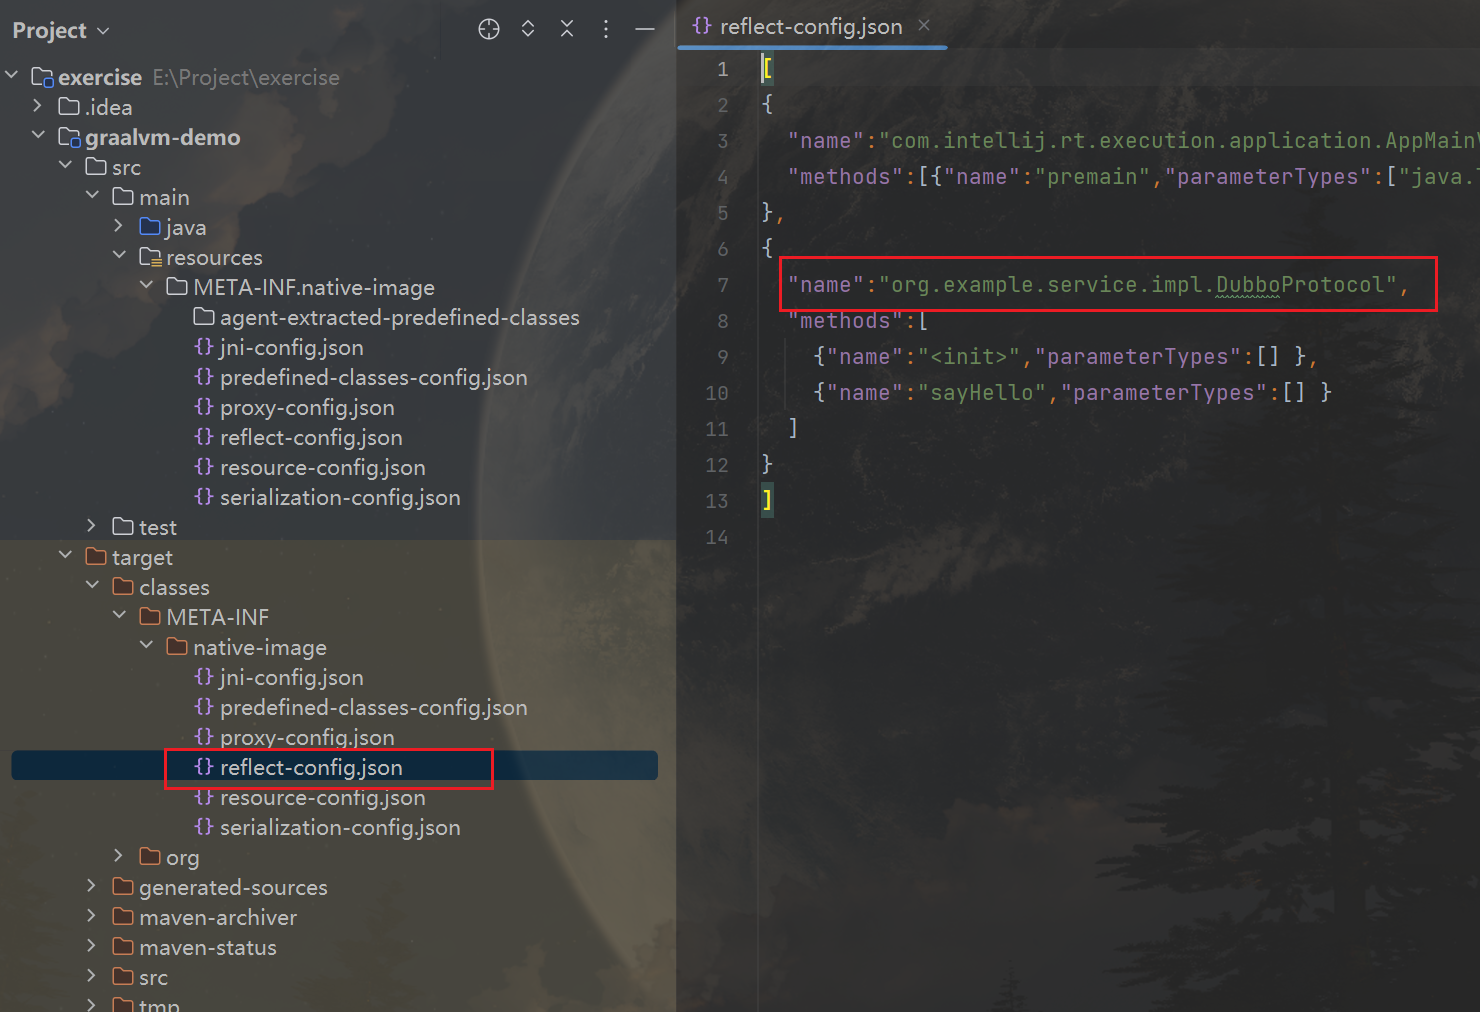 Project
exercise E:\Project\exercise
.idea
graalvm-demo
src
main
java
resources
META-INF.native-image
agent-extracted-predefined-classes
jni-config.json
predefined-classes-config.json
proxy-config.json
reflect-config.json
resource-config.json
serialization-config.json
test
target
classes
META-INF
native-image
jni-config.json
predefined-classes-config.json
proxy-config.json
reflect-config.json
resource-config.json
serialization-config.json
org
generated-sources
maven-archiver
maven-status
src
tmp
{} reflect-config.json
1 [
2 {
3 "name":"com.intellij.rt.execution.application.AppMain
4 "methods":[{"name":"premain","parameterTypes":["java.
5 },
6 {
7 "name":"org.example.service.impl.DubboProtocol",
8 "methods":[
9 {"name":"<init>","parameterTypes":[] },
10 {"name":"sayHello","parameterTypes":[] }
11 ]
12 }
13 ]
14